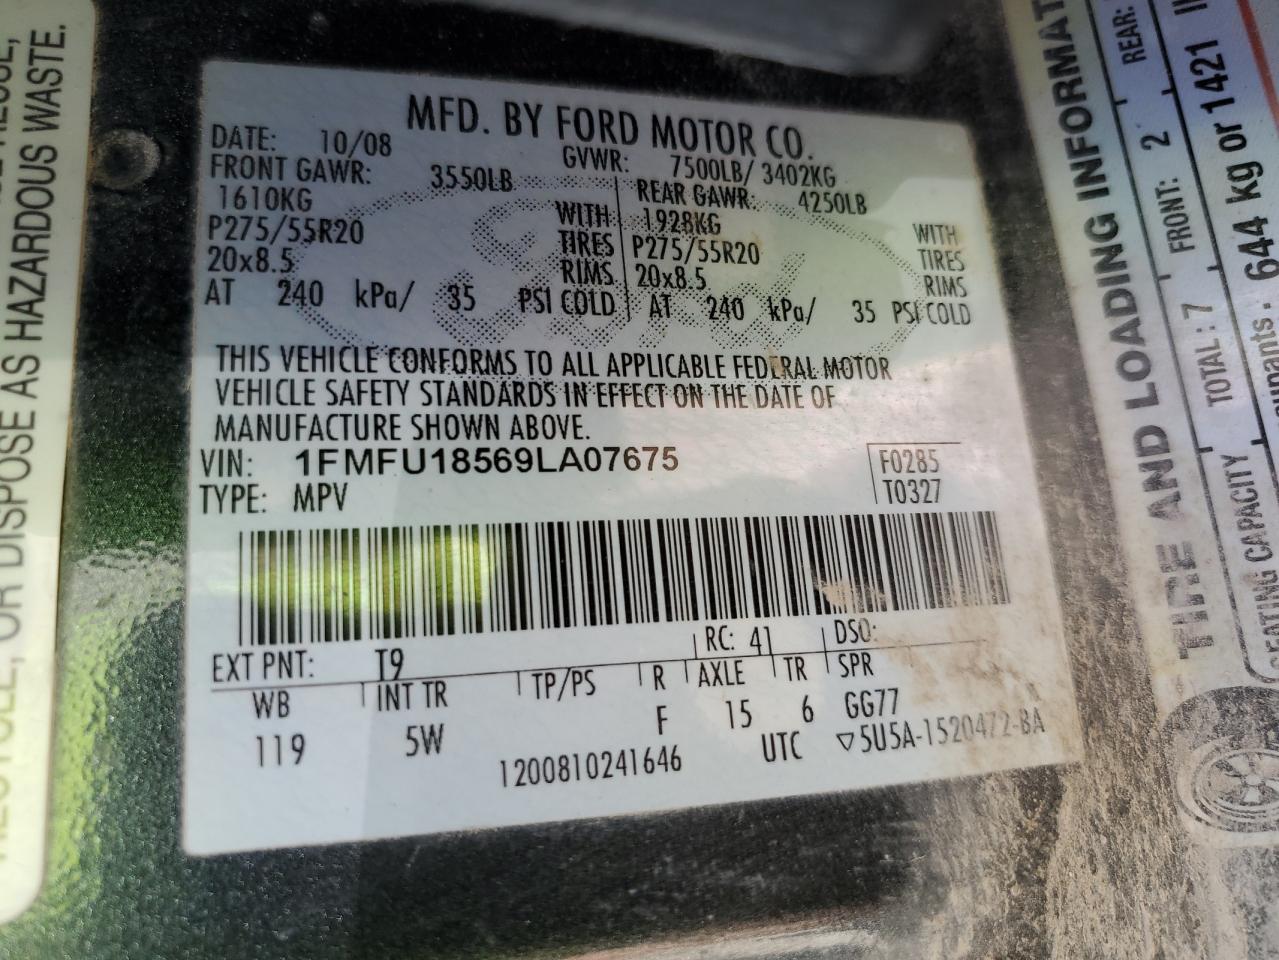 OR DISPOSE AS HAZARDOUS WASTE.
MFD. BY FORD MOTOR CO.
DATE: 10/08 GVWR: 7500LB/ 3402KG
FRONT GAWR: 3550LB REAR GAWR: 4250LB
1610KG WITH 1928KG WITH
P275/55R20 TIRES P275/55R20 TIRES
20x8.5 RIMS 20x8.5 RIMS
AT 240 kPa/ 35 PSI COLD AT 240 kPa/ 35 PSI COLD
THIS VEHICLE CONFORMS TO ALL APPLICABLE FEDERAL MOTOR
VEHICLE SAFETY STANDARDS IN EFFECT ON THE DATE OF
MANUFACTURE SHOWN ABOVE.
VIN: 1FMFU18569LA07675 F0285
TYPE: MPV T0327
RC: 41 DSO:
EXT PNT: T9
WB INT TR TP/PS R AXLE TR SPR
119 5W F 15 6 GG77
1200810241646 UTC ▽5U5A-1520472-BA
TIRE AND LOADING
SEATING CAPACITY TOTAL: 7 FRONT: 2 REAR:
644 kg or 1421